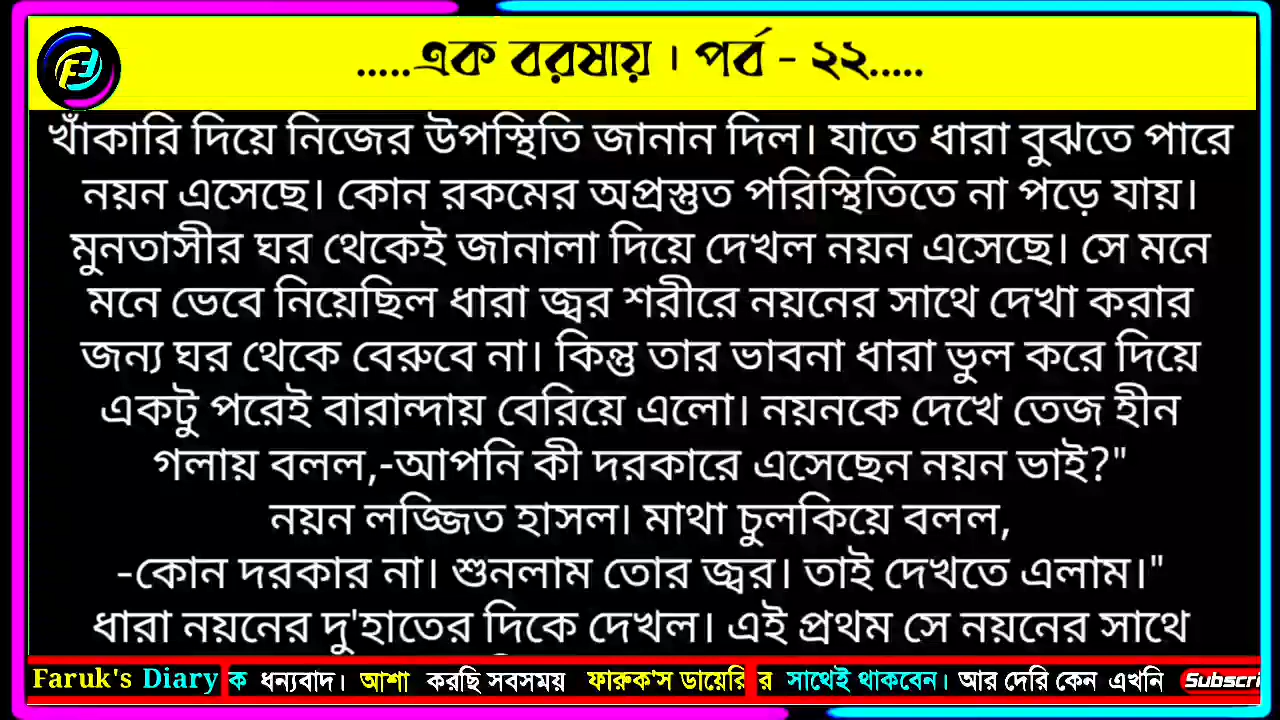 .....এক বরষায় । পর্ব - ২২.....
খাঁকারি দিয়ে নিজের উপস্থিতি জানান দিল। যাতে ধারা বুঝতে পারে
নয়ন এসেছে। কোন রকমের অপ্রস্তুত পরিস্থিতিতে না পড়ে যায়।
মুনতাসীর ঘর থেকেই জানালা দিয়ে দেখল নয়ন এসেছে। সে মনে
মনে ভেবে নিয়েছিল ধারা জ্বর শরীরে নয়নের সাথে দেখা করার
জন্য ঘর থেকে বেরুবে না। কিন্তু তার ভাবনা ধারা ভুল করে দিয়ে
একটু পরেই বারান্দায় বেরিয়ে এলো। নয়নকে দেখে তেজ হীন
গলায় বলল,-আপনি কী দরকারে এসেছেন নয়ন ভাই?"
নয়ন লজ্জিত হাসল। মাথা চুলকিয়ে বলল,
-কোন দরকার না। শুনলাম তোর জ্বর। তাই দেখতে এলাম।"
ধারা নয়নের দু'হাতের দিকে দেখল। এই প্রথম সে নয়নের সাথে
Faruk's Diary ক ধন্যবাদ। আশা করছি সবসময় ফারুক'স ডায়েরি র সাথেই থাকবেন। আর দেরি কেন এখনি Subscri